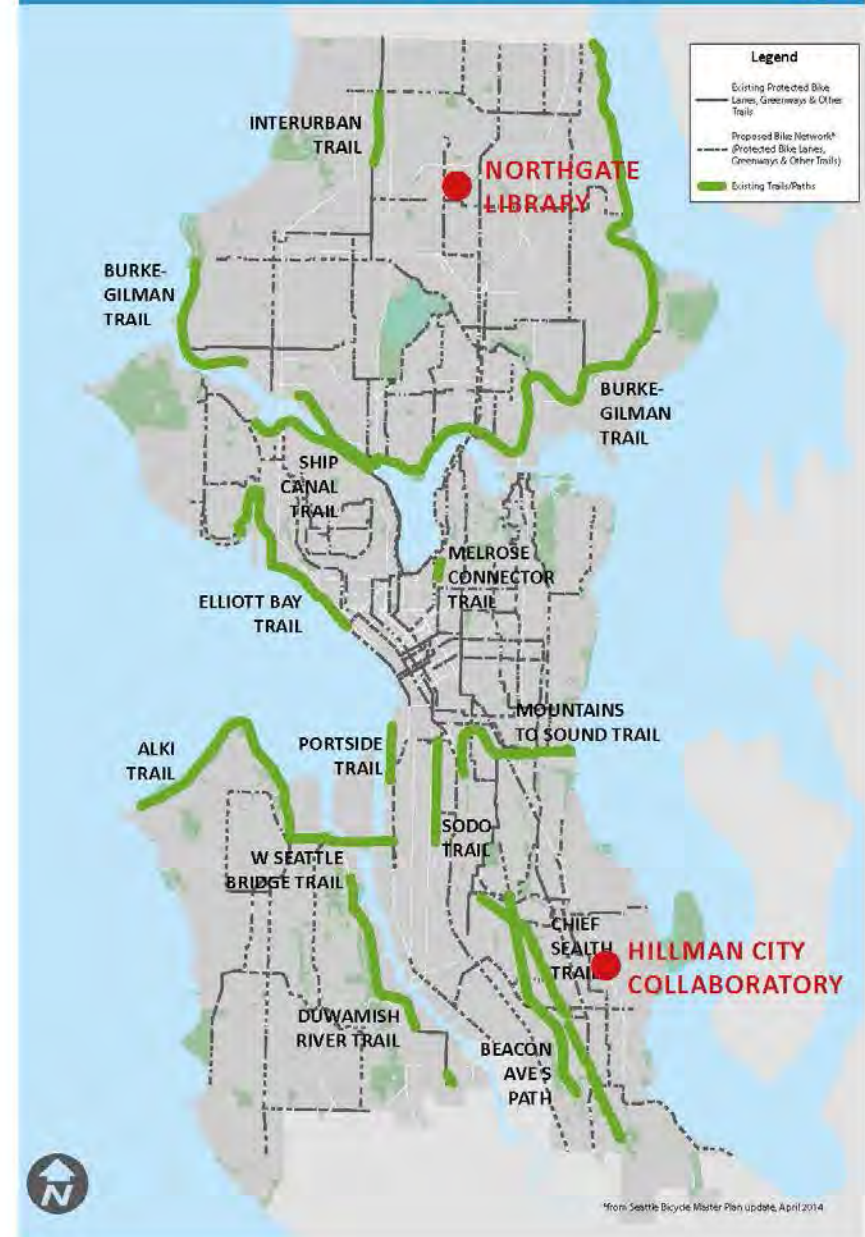 Legend
Existing Protected Bike
Lanes, Greenways & Other
Trails
Proposed Bike Network*
(Protected Bike Lanes,
Greenways & Other Trails)
Existing Trails/Paths
INTERURBAN
TRAIL
NORTHGATE
LIBRARY
BURKE-
GILMAN
TRAIL
BURKE-
GILMAN
TRAIL
SHIP
CANAL
TRAIL
MELROSE
CONNECTOR
TRAIL
ELLIOTT BAY
TRAIL
MOUNTAINS
TO SOUND TRAIL
ALKI
TRAIL
PORTSIDE
TRAIL
SODO
TRAIL
W SEATTLE
BRIDGE TRAIL
CHIEF
SEALTH
TRAIL
HILLMAN CITY
COLLABORATORY
DUWAMISH
RIVER TRAIL
BEACON
AVE S
PATH
N
*from Seattle Bicycle Master Plan update, April 2014